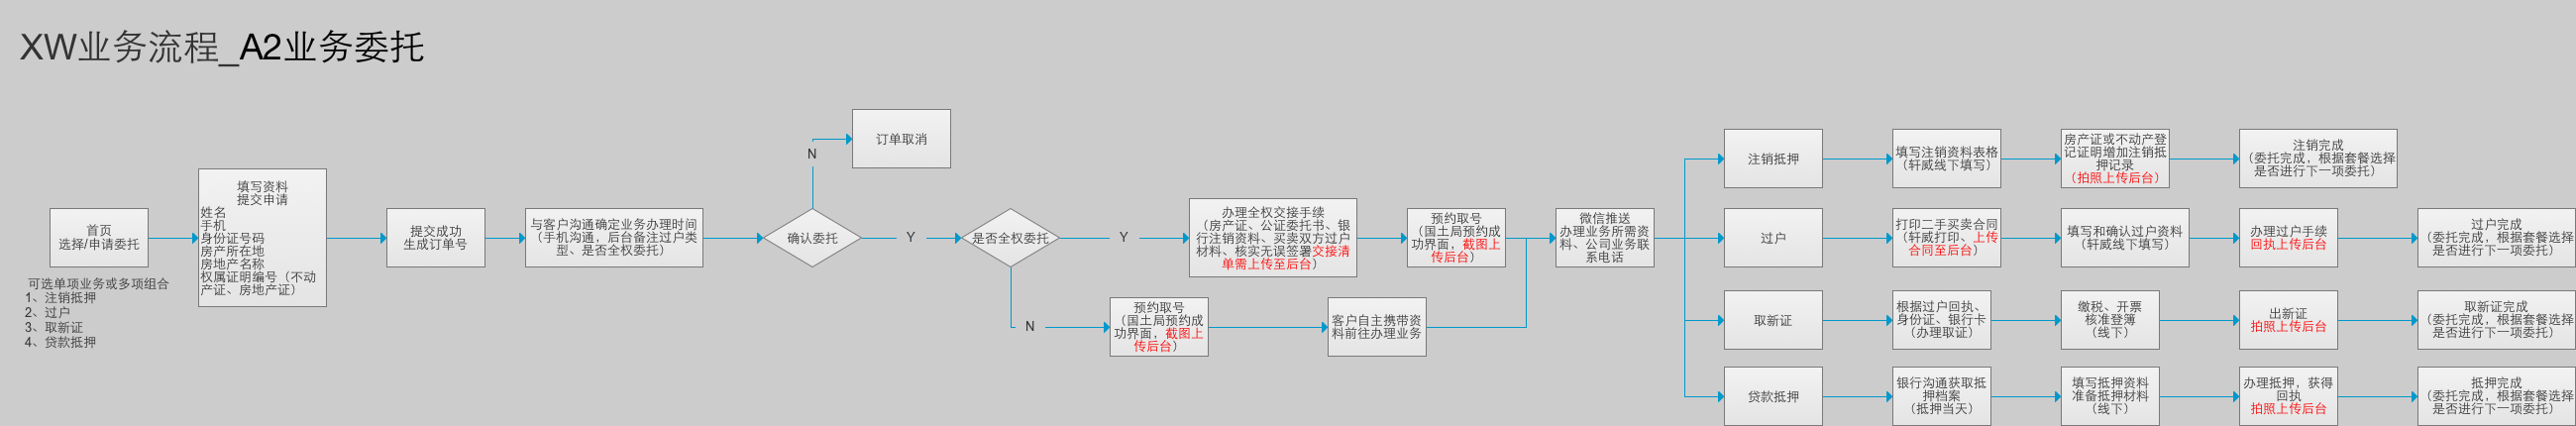 XW业务流程_A2业务委托
首页
选择/申请委托
可选单项业务或多项组合
1、注销抵押
2、过户
3、取新证
4、贷款抵押
填写资料
提交申请
姓名
手机
身份证号码
房产所在地
房地产名称
权属证明编号（不动
产证、房地产证）
提交成功
生成订单号
与客户沟通确定业务办理时间
（手机沟通，后台备注过户类
型、是否全权委托）
确认委托
N
订单取消
Y
是否全权委托
Y
办理全权交接手续
（房产证、公证委托书、银
行注销资料、买卖双方过户
材料、核实无误签署交接清
单需上传至后台）
预约取号
（国土局预约成
功界面，截图上
传后台）
N
预约取号
（国土局预约成
功界面，截图上
传后台）
客户自主携带资
料前往办理业务
微信推送
办理业务所需资
料、公司业务联
系电话
注销抵押
填写注销资料表格
（轩威线下填写）
房产证或不动产登
记证明增加注销抵
押记录
（拍照上传后台）
注销完成
（委托完成，根据套餐选择
是否进行下一项委托）
过户
打印二手买卖合同
（轩威打印、上传
合同至后台）
填写和确认过户资料
（轩威线下填写）
办理过户手续
回执上传后台
过户完成
（委托完成，根据套餐选择
是否进行下一项委托）
取新证
根据过户回执、
身份证、银行卡
（办理取证）
缴税、开票
核准登簿
（线下）
出新证
拍照上传后台
取新证完成
（委托完成，根据套餐选择
是否进行下一项委托）
贷款抵押
银行沟通获取抵
押档案
（抵押当天）
填写抵押资料
准备抵押材料
（线下）
办理抵押，获得
回执
拍照上传后台
抵押完成
（委托完成，根据套餐选择
是否进行下一项委托）